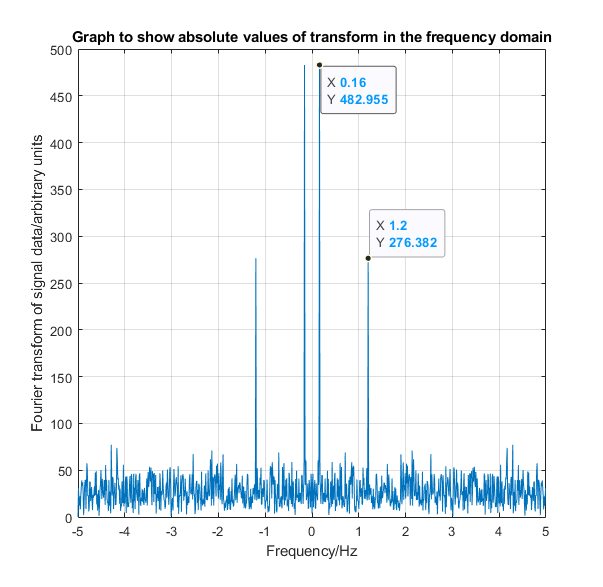 Graph to show absolute values of transform in the frequency domain
500
450
400
350
300
250
200
150
100
50
0
Fourier transform of signal data/arbitrary units
X 0.16
Y 482.955
X 1.2
Y 276.382
-5 -4 -3 -2 -1 0 1 2 3 4 5
Frequency/Hz